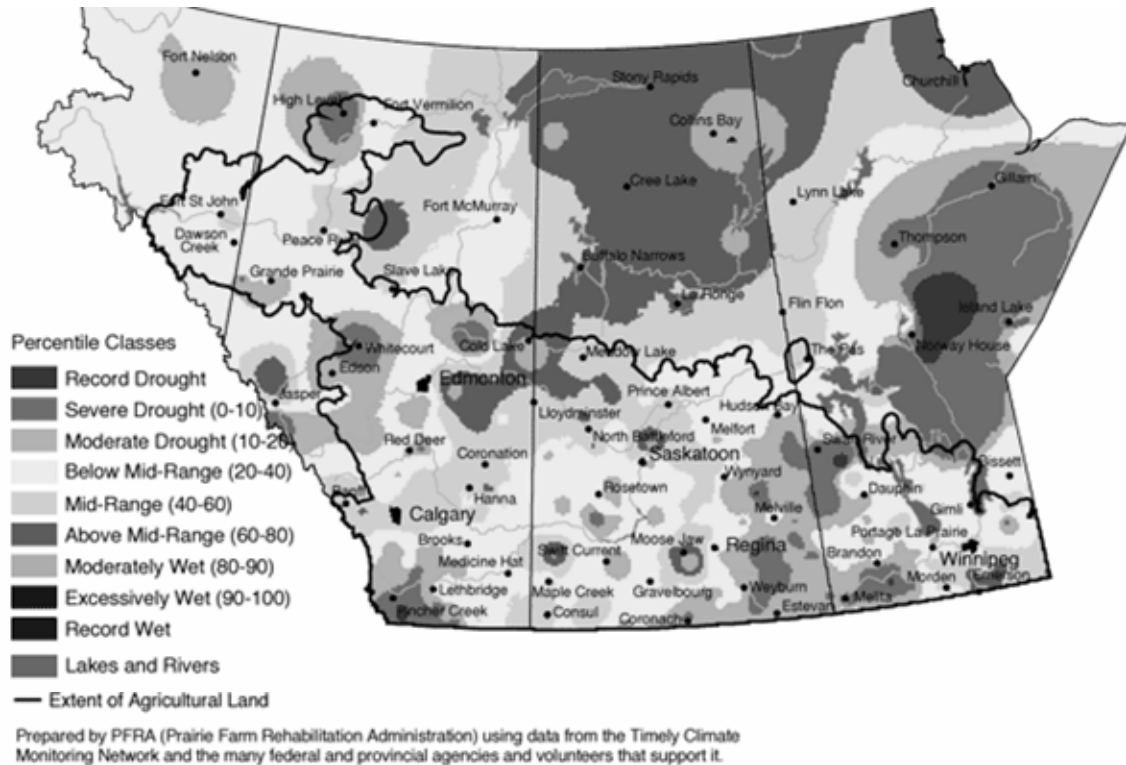 Fort Nelson
Stony Rapids
Churchill
High Level
Fort Vermilion
Collins Bay
Cree Lake
Gillam
Lynn Lake
Fort St John
Fort McMurray
Dawson
Creek
Peace
Thompson
Buffalo Narrows
Grande Prairie
Slave Lake
La Ronge
Flin Flon
Island Lake
Norway House
Percentile Classes
Record Drought
Severe Drought (0-10)
Moderate Drought (10-20)
Below Mid-Range (20-40)
Mid-Range (40-60)
Above Mid-Range (60-80)
Moderately Wet (80-90)
Excessively Wet (90-100)
Record Wet
Lakes and Rivers
Extent of Agricultural Land
Whitecourt
Cold Lake
Meadow Lake
The Pas
Edson
Edmonton
Jasper
Prince Albert
Lloydminster
Hudson Bay
Melfort
North Battleford
Red Deer
Swan River
Coronation
Saskatoon
Wynyard
Bissett
Hanna
Rosetown
Dauphin
Banff
Gimli
Calgary
Melville
Portage La Prairie
Brooks
Swift Current
Moose Jaw
Regina
Brandon
Winnipeg
Medicine Hat
Lethbridge
Maple Creek
Gravelbourg
Weyburn
Morden
Emerson
Pincher Creek
Consul
Coronach
Estevan
Melita
Prepared by PFRA (Prairie Farm Rehabilitation Administration) using data from the Timely Climate
Monitoring Network and the many federal and provincial agencies and volunteers that support it.